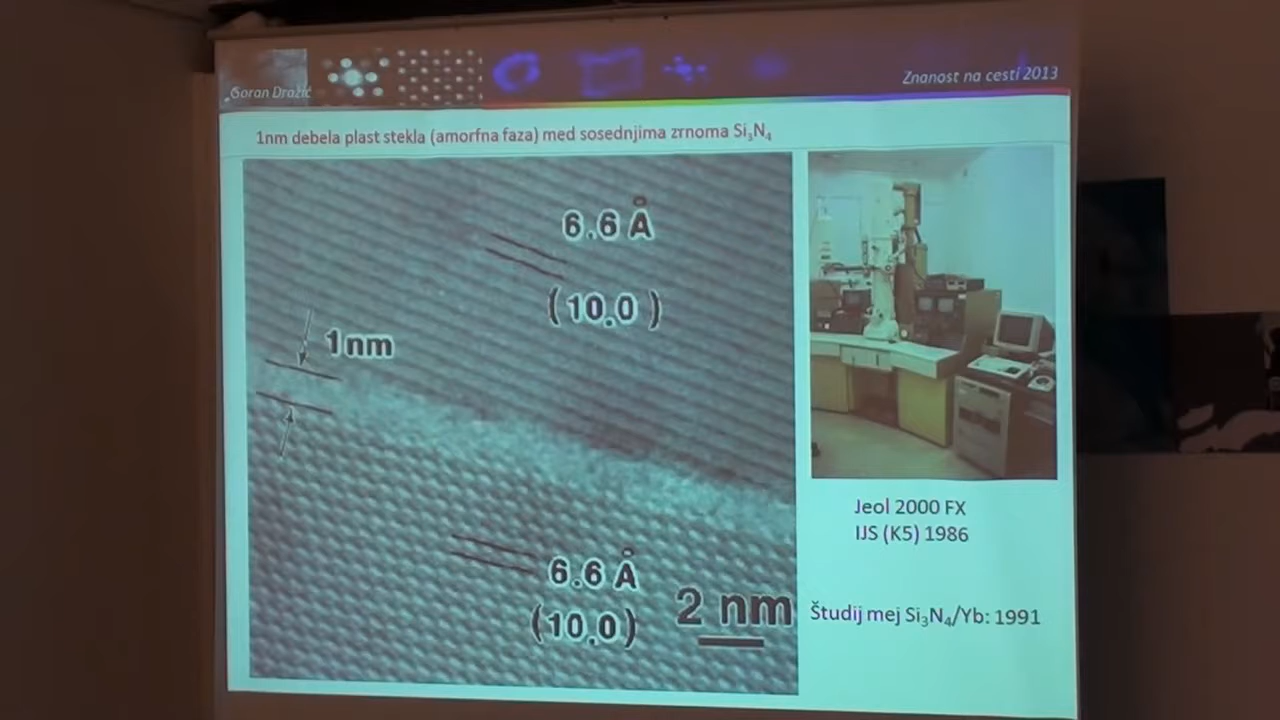 Goran Dražić
Znanost na cesti 2013
1nm debela plast stekla (amorfna faza) med sosednjima zrnoma Si₃N₄
6.6 Å
(10.0)
1nm
6.6 Å
(10.0)
2 nm
Jeol 2000 FX
IJS (K5) 1986
Študij mej Si₃N₄/Yb: 1991